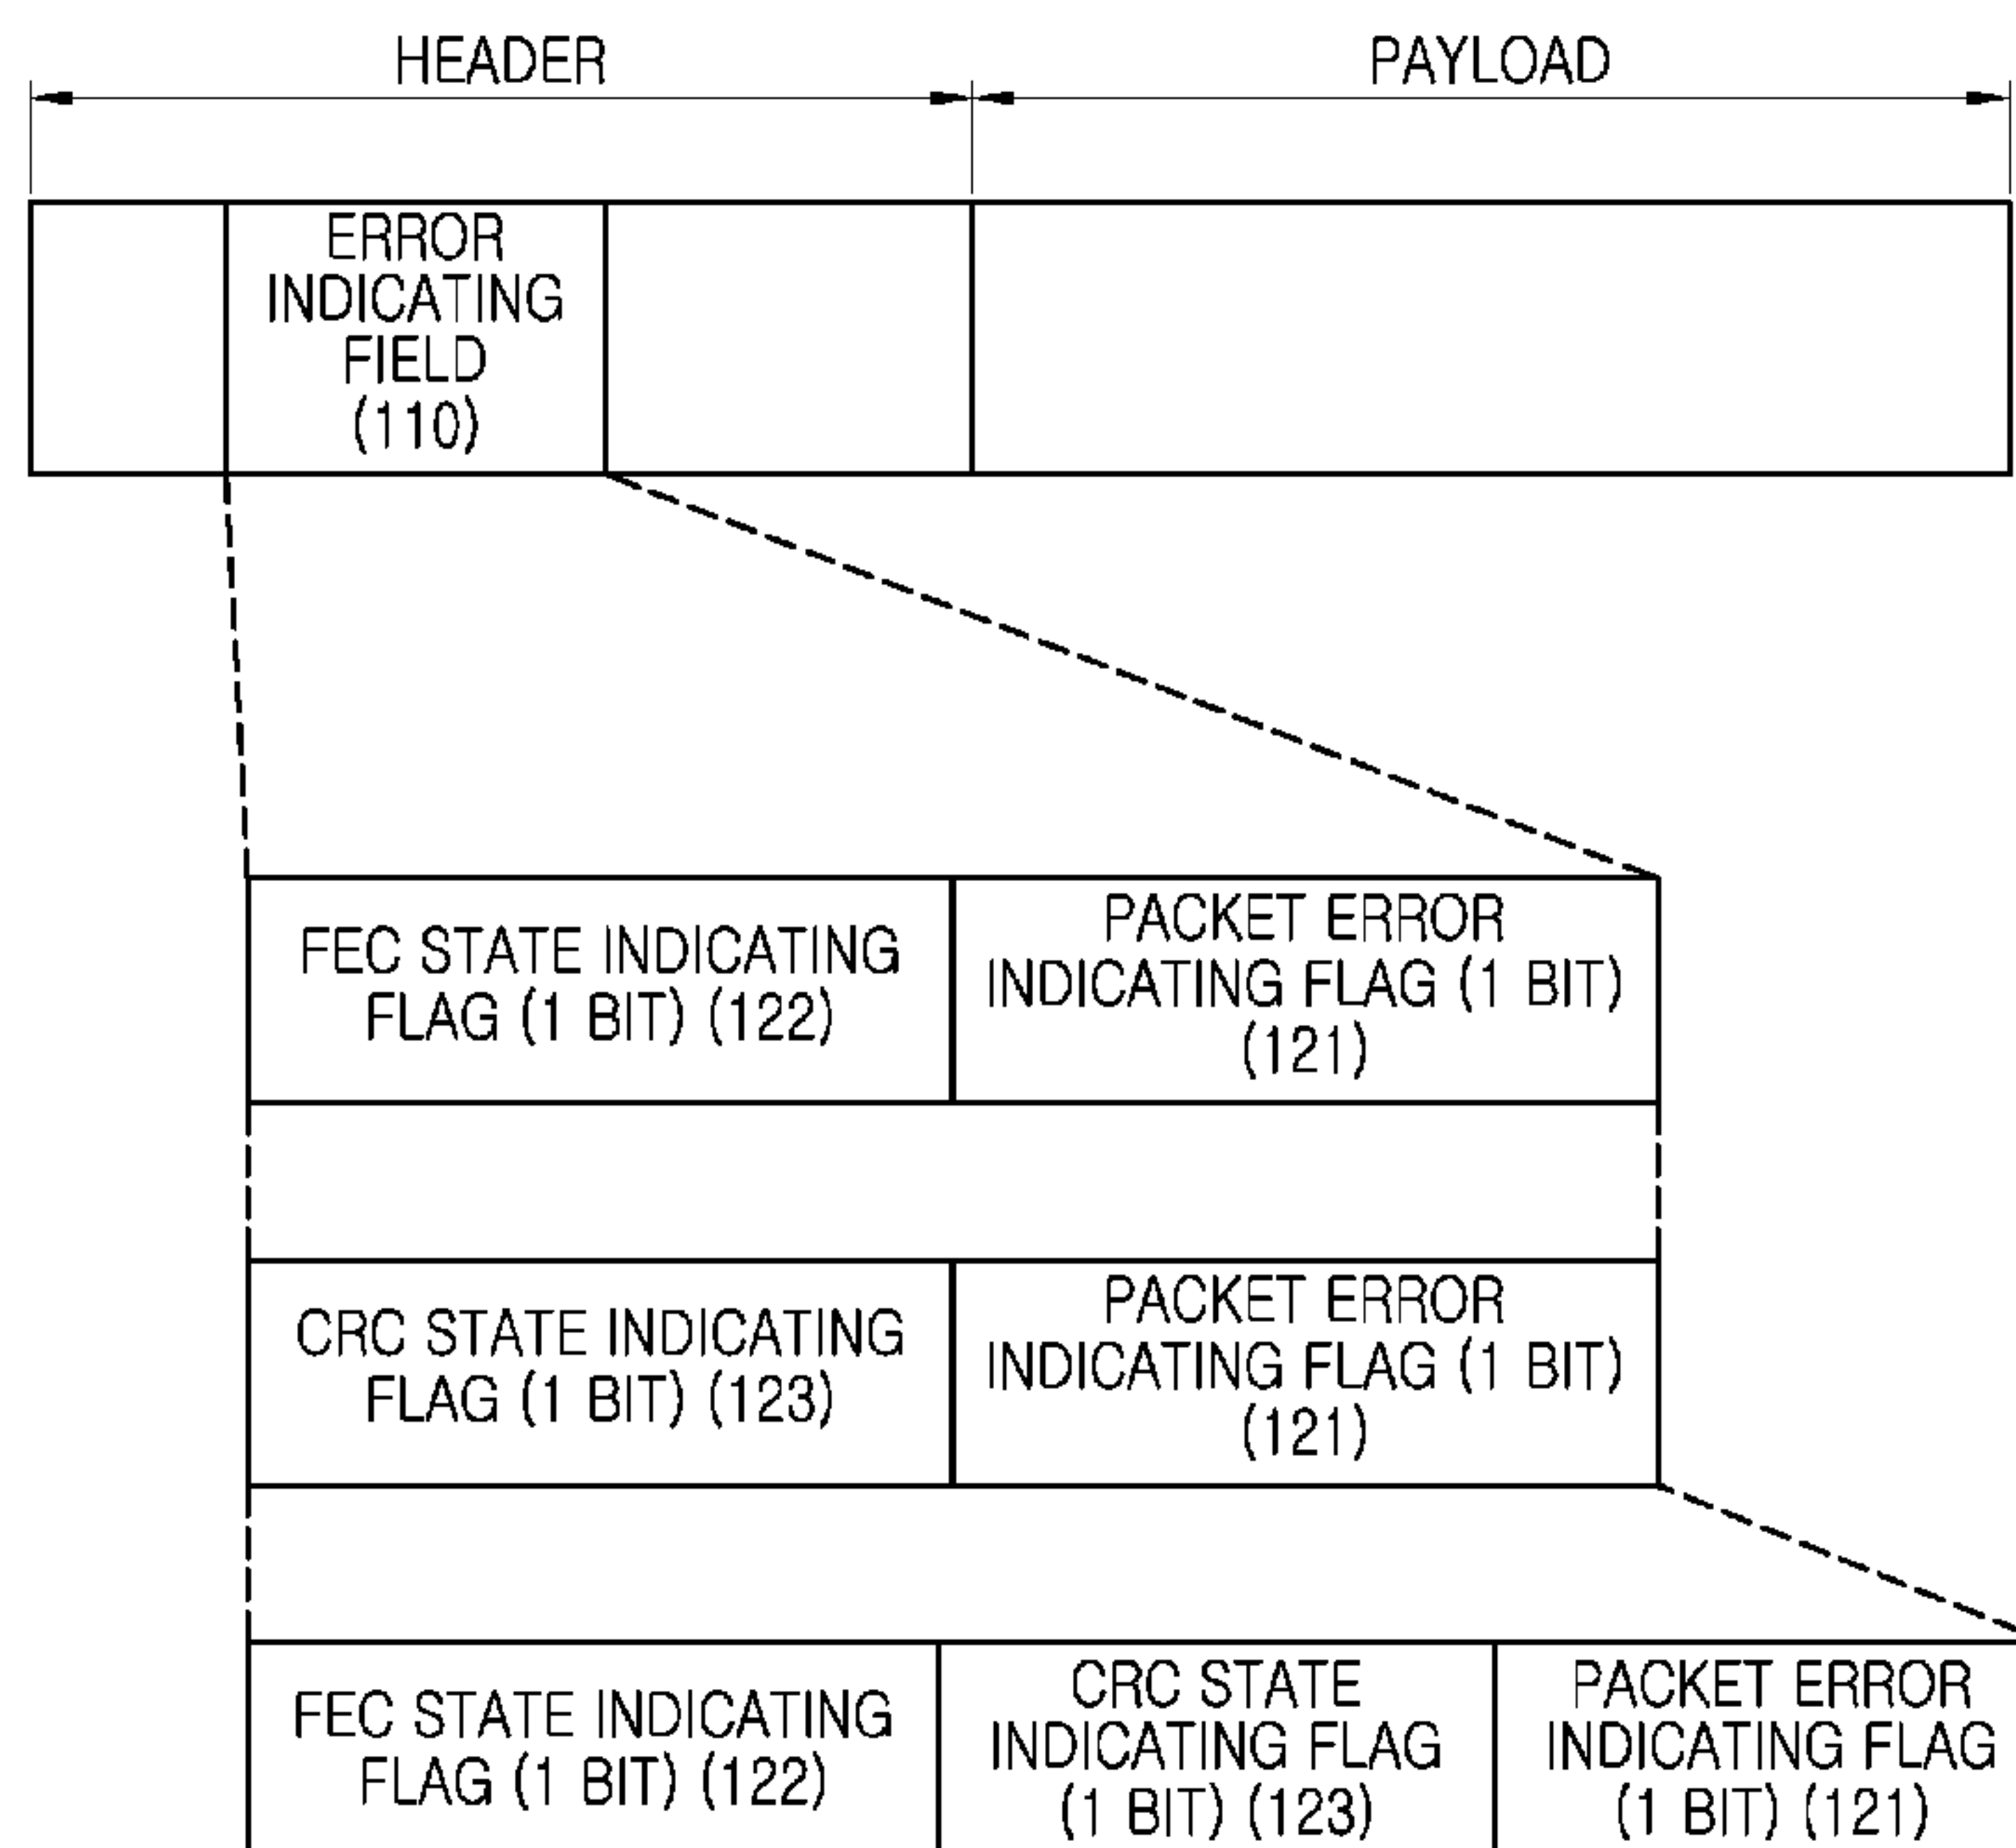 HEADER
PAYLOAD
ERROR
INDICATING
FIELD
(110)
FEC STATE INDICATING
FLAG (1 BIT) (122)
PACKET ERROR
INDICATING FLAG (1 BIT)
(121)
CRC STATE INDICATING
FLAG (1 BIT) (123)
PACKET ERROR
INDICATING FLAG (1 BIT)
(121)
FEC STATE INDICATING
FLAG (1 BIT) (122)
CRC STATE
INDICATING FLAG
(1 BIT) (123)
PACKET ERROR
INDICATING FLAG
(1 BIT) (121)